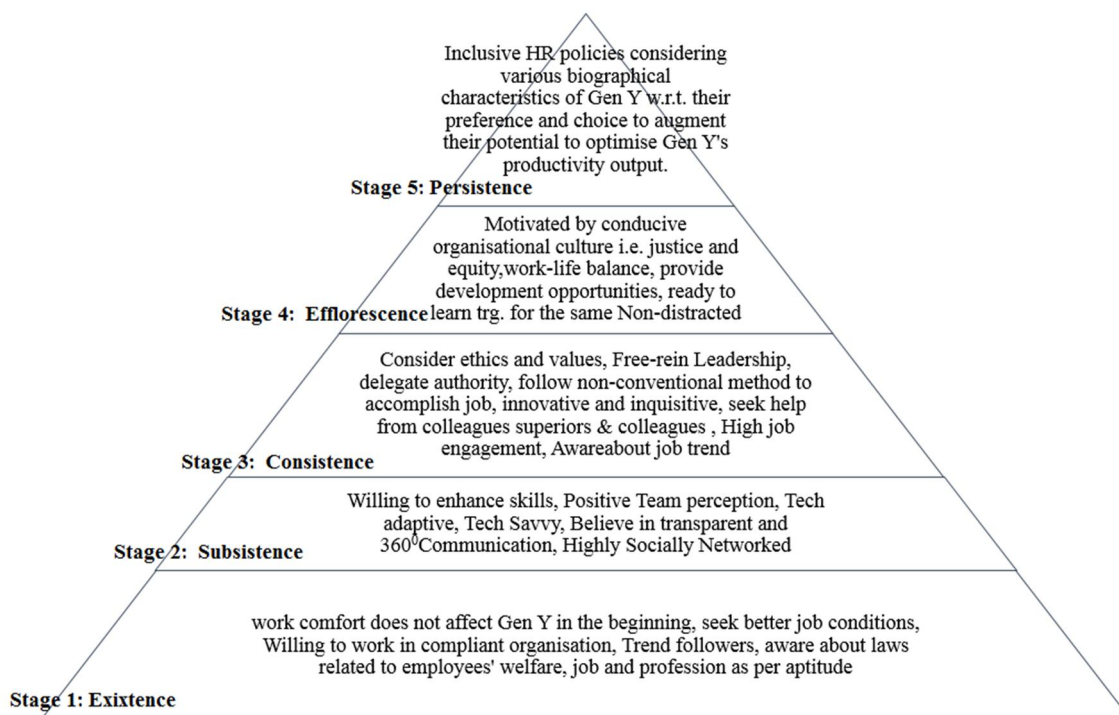 Inclusive HR policies considering
various biographical
characteristics of Gen Y w.r.t. their
preference and choice to augment
their potential to optimise Gen Y's
productivity output.
Stage 5: Persistence
Motivated by conducive
organisational culture i.e. justice and
equity,work-life balance, provide
development opportunities, ready to
Stage 4: Efflorescence learn trg. for the same Non-distracted
Consider ethics and values, Free-rein Leadership,
delegate authority, follow non-conventional method to
accomplish job, innovative and inquisitive, seek help
from colleagues superiors & colleagues , High job
engagement, Awareabout job trend
Stage 3: Consistence
Willing to enhance skills, Positive Team perception, Tech
adaptive, Tech Savvy, Believe in transparent and
360⁰Communication, Highly Socially Networked
Stage 2: Subsistence
work comfort does not affect Gen Y in the beginning, seek better job conditions,
Willing to work in compliant organisation, Trend followers, aware about laws
related to employees' welfare, job and profession as per aptitude
Stage 1: Exixtence